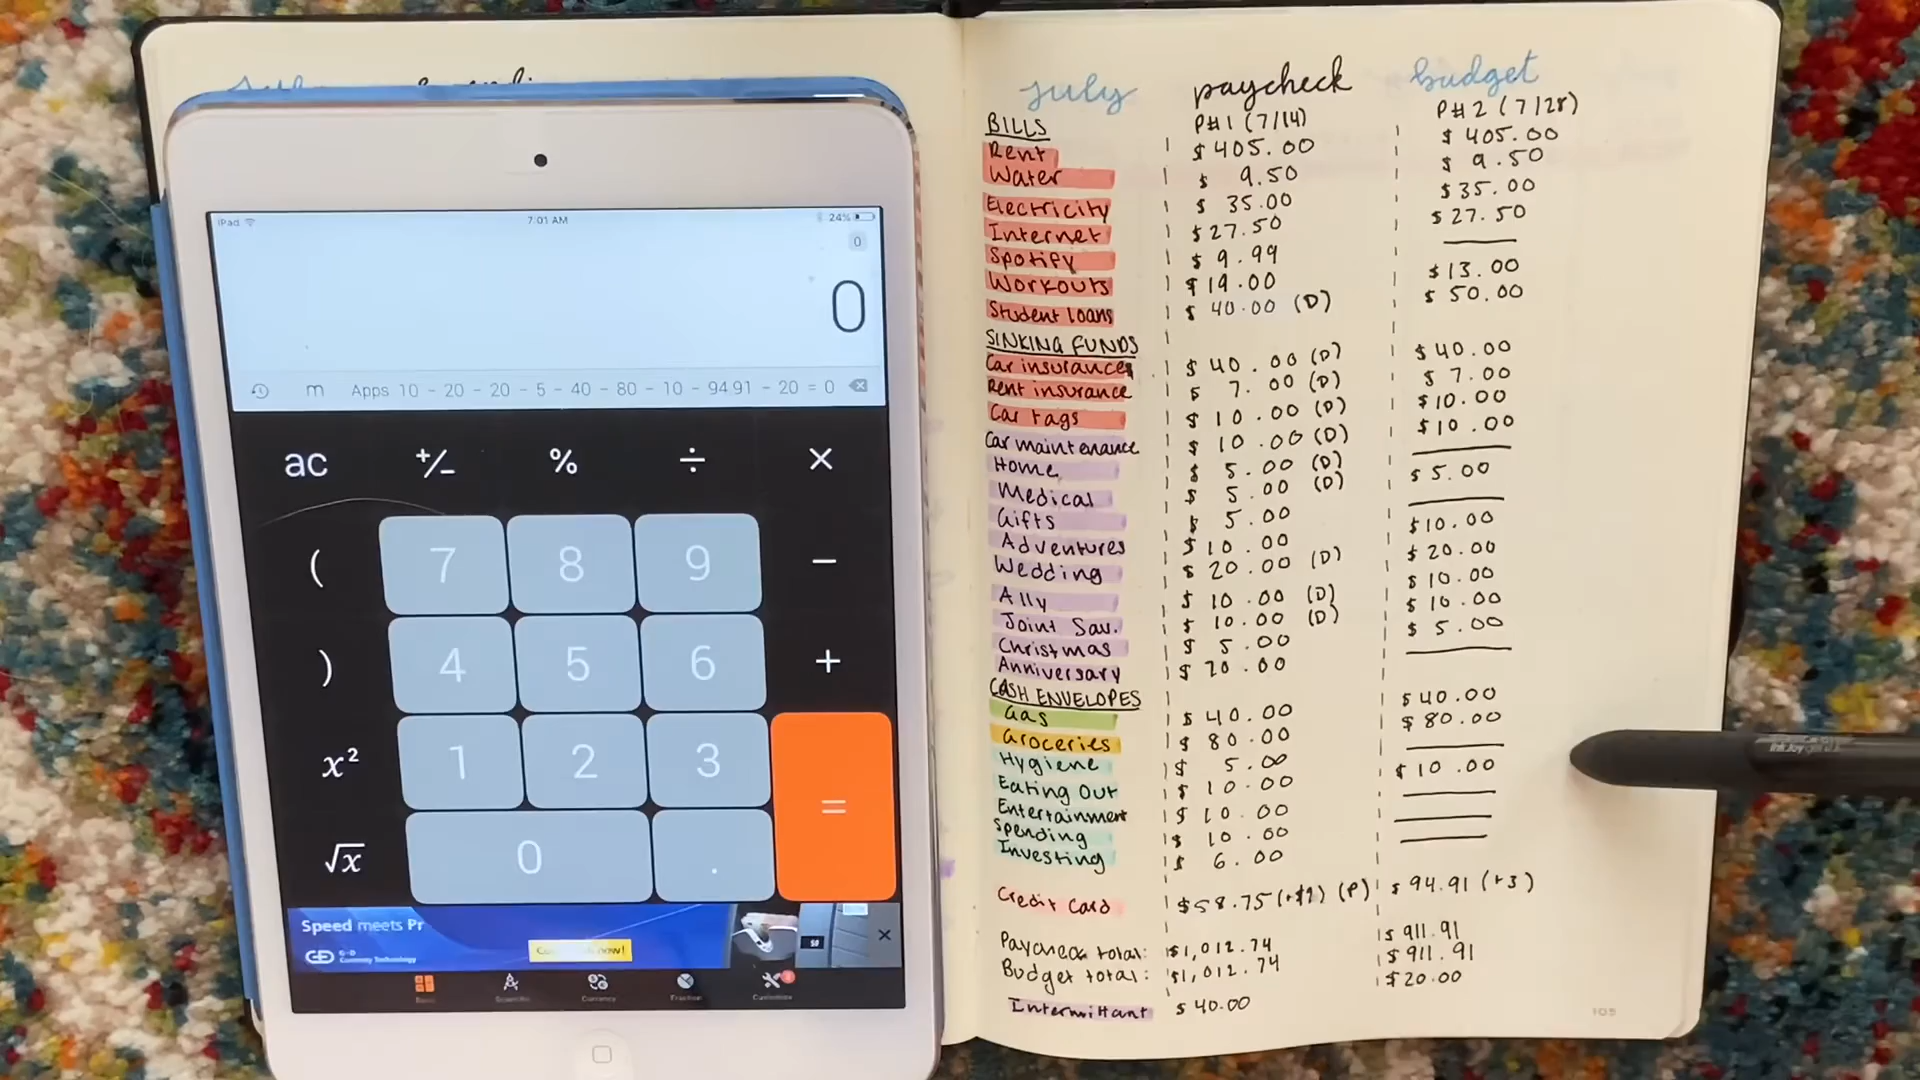 iPad 7:01 AM 24%
0
0
m Apps 10 - 20 - 20 - 5 - 40 - 80 - 10 - 94.91 - 20 = 0
ac +/- % ÷ ×
( 7 8 9 −
) 4 5 6 +
x² 1 2 3 =
√x 0 .
Speed meets Pr
july paycheck budget
P#1 (7/14) P#2 (7/28)
BILLS
Rent $405.00 $405.00
Water $ 9.50 $ 9.50
Electricity $ 35.00 $35.00
Internet $27.50 $27.50
Spotify $ 9.99
Workouts $19.00 $13.00
Student loans $ 40.00 (D) $ 50.00
SINKING FUNDS
Car insurance $ 40.00 (D) $40.00
Rent insurance $ 7.00 (D) $ 7.00
Car tags $ 10.00 (D) $10.00
Car maintenance $ 10.00 (D) $10.00
Home $ 5.00 (D)
Medical $ 5.00 (D) $5.00
Gifts $ 5.00
Adventures $10.00 $10.00
Wedding $ 20.00 (D) $20.00
Ally $ 10.00 (D) $10.00
Joint Sav. $ 10.00 (D) $10.00
Christmas $ 5.00 $ 5.00
Anniversary $ 20.00
CASH ENVELOPES
Gas $ 40.00 $40.00
Groceries $ 80.00 $80.00
Hygiene $ 5.00
Eating Out $ 10.00 $10.00
Entertainment $ 10.00
Spending $ 10.00
Investing $ 6.00
Credit Card $58.75 (P) $94.91 (+3)
total: $1,012.74 $911.91
Budget total: $1,012.74 $911.91
Intermittant $ 40.00 $20.00
105